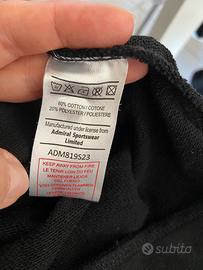 80% COTTON / COTONE
20% POLYESTER / POLIESTERE
Manufactured under license from
Admiral Sportswear
Limited
ADM819S23
KEEP AWAY FROM FIRE
LE TENIR LOIN DU FEU
subito